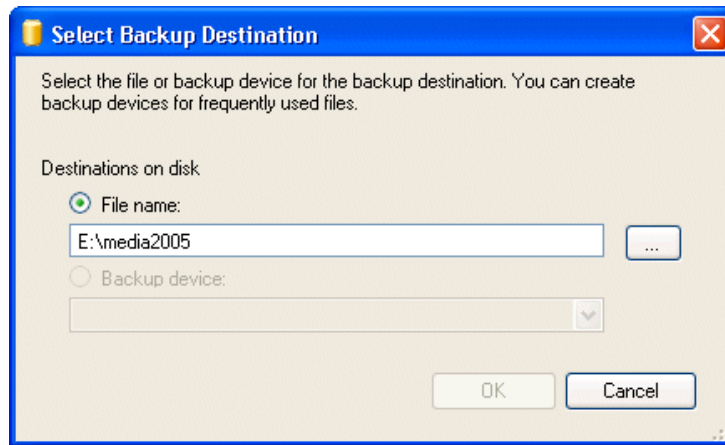 Select Backup Destination
Select the file or backup device for the backup destination. You can create
backup devices for frequently used files.
Destinations on disk
File name:
E:\media2005
...
Backup device:
OK
Cancel